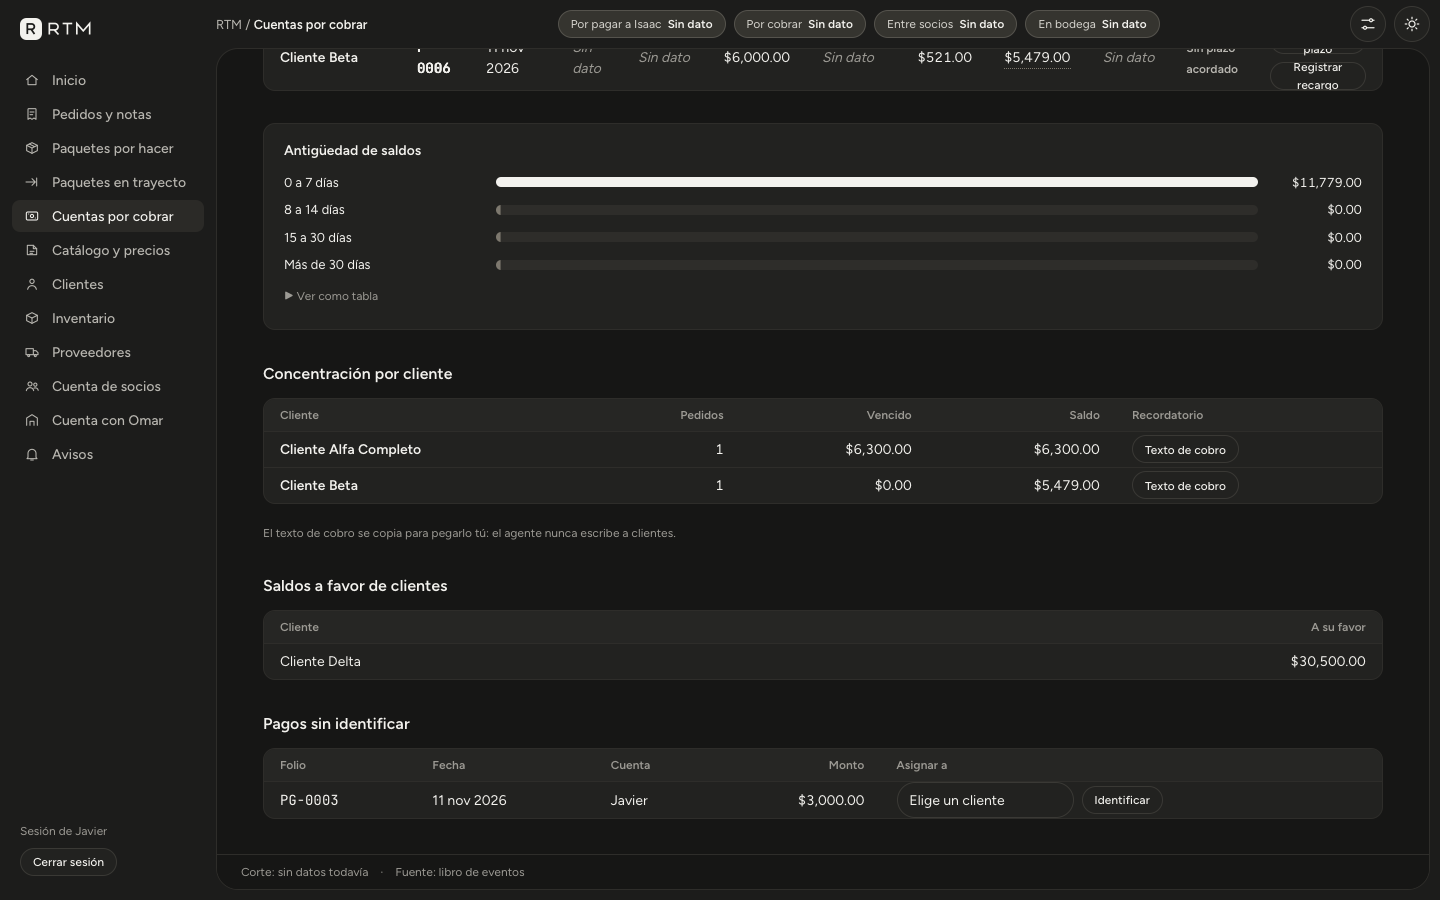 R RTM
RTM / Cuentas por cobrar
Por pagar a Isaac Sin dato
Por cobrar Sin dato
Entre socios Sin dato
En bodega Sin dato
Inicio
Pedidos y notas
Paquetes por hacer
Paquetes en trayecto
Cuentas por cobrar
Catálogo y precios
Clientes
Inventario
Proveedores
Cuenta de socios
Cuenta con Omar
Avisos
Sesión de Javier
Cerrar sesión
Cliente Beta 0006 11 nov 2026 Sin dato Sin dato $6,000.00 Sin dato $521.00 $5,479.00 Sin dato Sin plazo acordado plazo
Registrar recargo
Antigüedad de saldos
0 a 7 días $11,779.00
8 a 14 días $0.00
15 a 30 días $0.00
Más de 30 días $0.00
Ver como tabla
Concentración por cliente
Cliente Pedidos Vencido Saldo Recordatorio
Cliente Alfa Completo 1 $6,300.00 $6,300.00 Texto de cobro
Cliente Beta 1 $0.00 $5,479.00 Texto de cobro
El texto de cobro se copia para pegarlo tú: el agente nunca escribe a clientes.
Saldos a favor de clientes
Cliente A su favor
Cliente Delta $30,500.00
Pagos sin identificar
Folio Fecha Cuenta Monto Asignar a
PG-0003 11 nov 2026 Javier $3,000.00 Elige un cliente Identificar
Corte: sin datos todavía · Fuente: libro de eventos